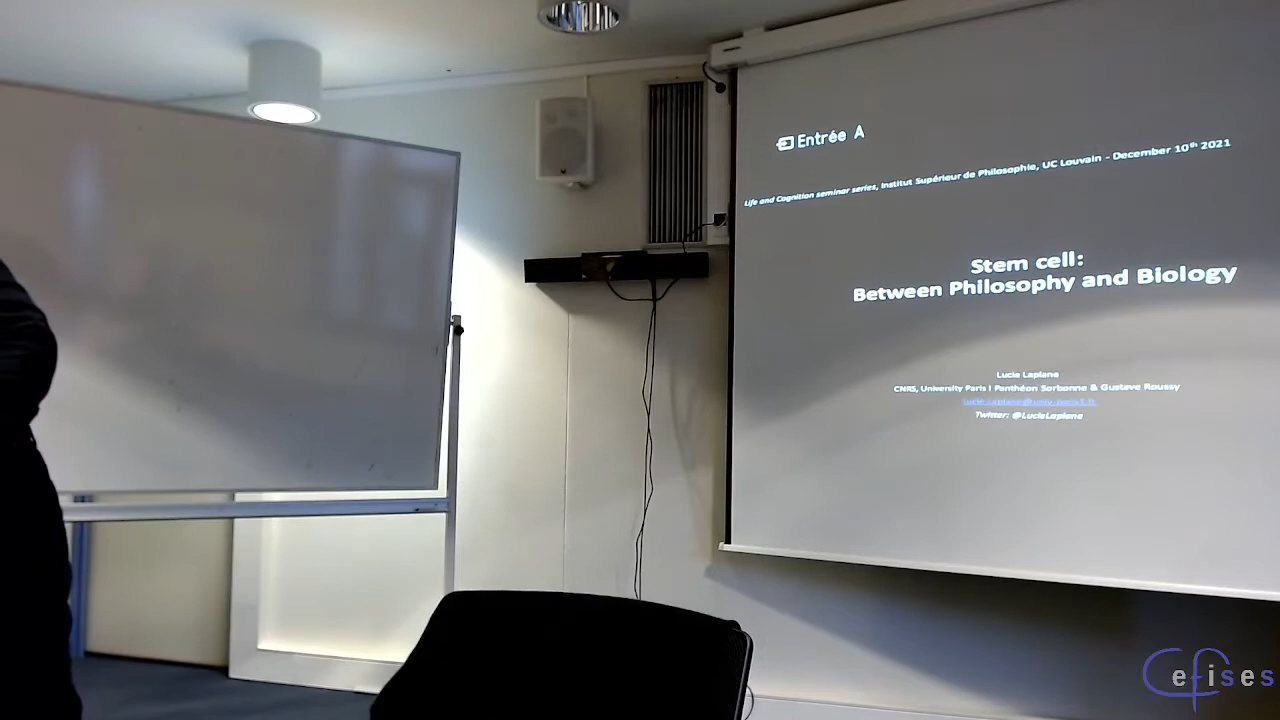 Entrée A
Life and Cognition seminar series, Institut Supérieur de Philosophie, UC Louvain - December 10th 2021
Stem cell:
Between Philosophy and Biology
Lucie Laplane
CNRS, University Paris I Panthéon Sorbonne & Gustave Roussy
Twitter: @LucieLaplane
efises